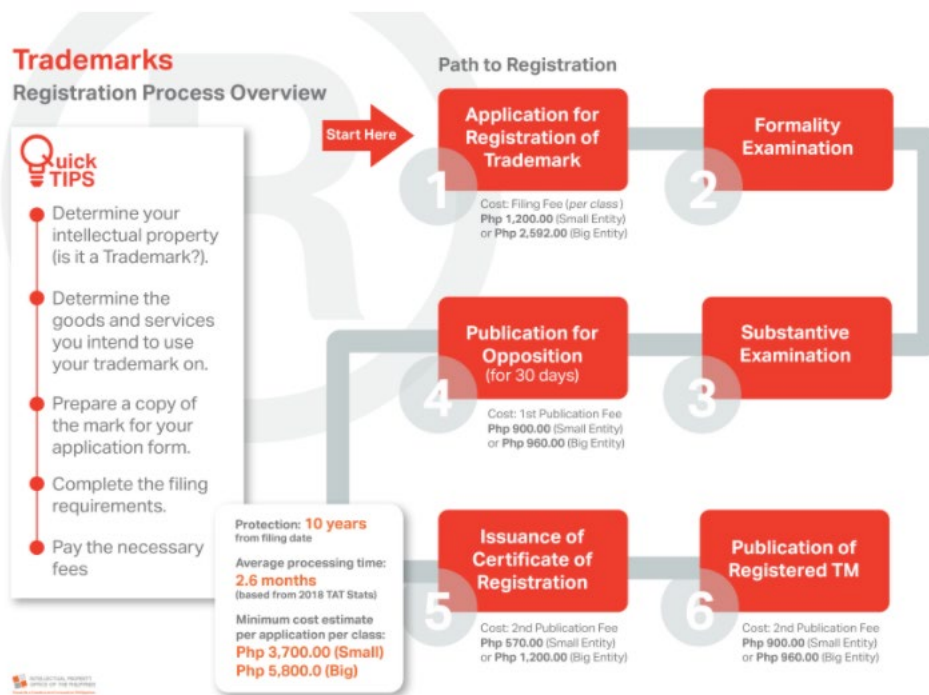 Trademarks
Registration Process Overview
Quick
TIPS
Determine your
intellectual property
(is it a Trademark?).
Determine the
goods and services
you intend to use
your trademark on.
Prepare a copy of
the mark for your
application form.
Complete the filing
requirements.
Pay the necessary
fees
Path to Registration
Start Here
1
Application for
Registration of
Trademark
Cost: Filing Fee (per class)
Php 1,200.00 (Small Entity)
or Php 2,592.00 (Big Entity)
2
Formality
Examination
3
Substantive
Examination
4
Publication for
Opposition
(for 30 days)
Cost: 1st Publication Fee
Php 900.00 (Small Entity)
or Php 960.00 (Big Entity)
Protection: 10 years
from filing date
Average processing time:
2.6 months
(based from 2018 TAT Stats)
Minimum cost estimate
per application per class:
Php 3,700.00 (Small)
Php 5,800.0 (Big)
5
Issuance of
Certificate of
Registration
Cost: 2nd Publication Fee
Php 570.00 (Small Entity)
or Php 1,200.00 (Big Entity)
6
Publication of
Registered TM
Cost: 2nd Publication Fee
Php 900.00 (Small Entity)
or Php 960.00 (Big Entity)
INTELLECTUAL PROPERTY
OFFICE OF THE PHILIPPINES